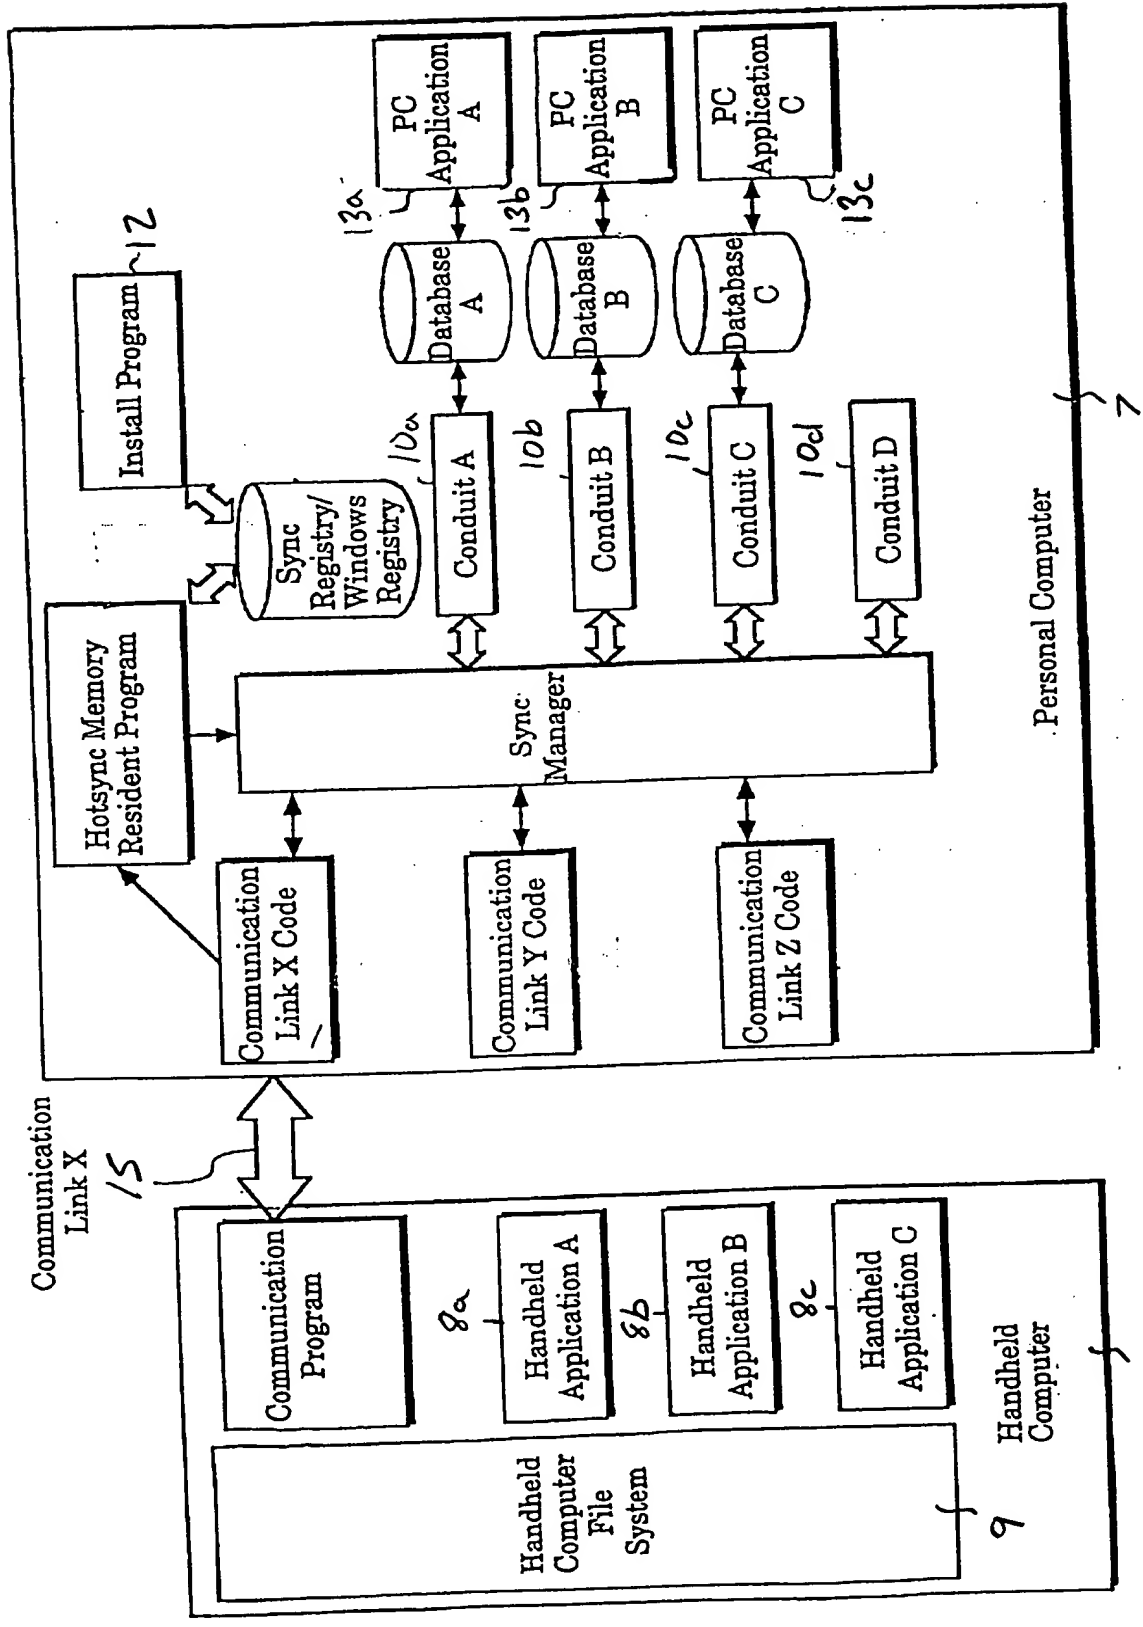 Communication
Link X
15
Handheld
Computer
File
System
9
Communication
Program
8a
Handheld
Application A
8b
Handheld
Application B
8c
Handheld
Application C
Handheld
Computer
Hotsync Memory
Resident Program
Install Program
12
Sync
Registry/
Windows
Registry
Communication
Link X Code
Communication
Link Y Code
Communication
Link Z Code
Sync
Manager
10a
Conduit A
10b
Conduit B
10c
Conduit C
10d
Conduit D
Database
A
Database
B
Database
C
13a
PC
Application
A
13b
PC
Application
B
13c
PC
Application
C
Personal Computer
7